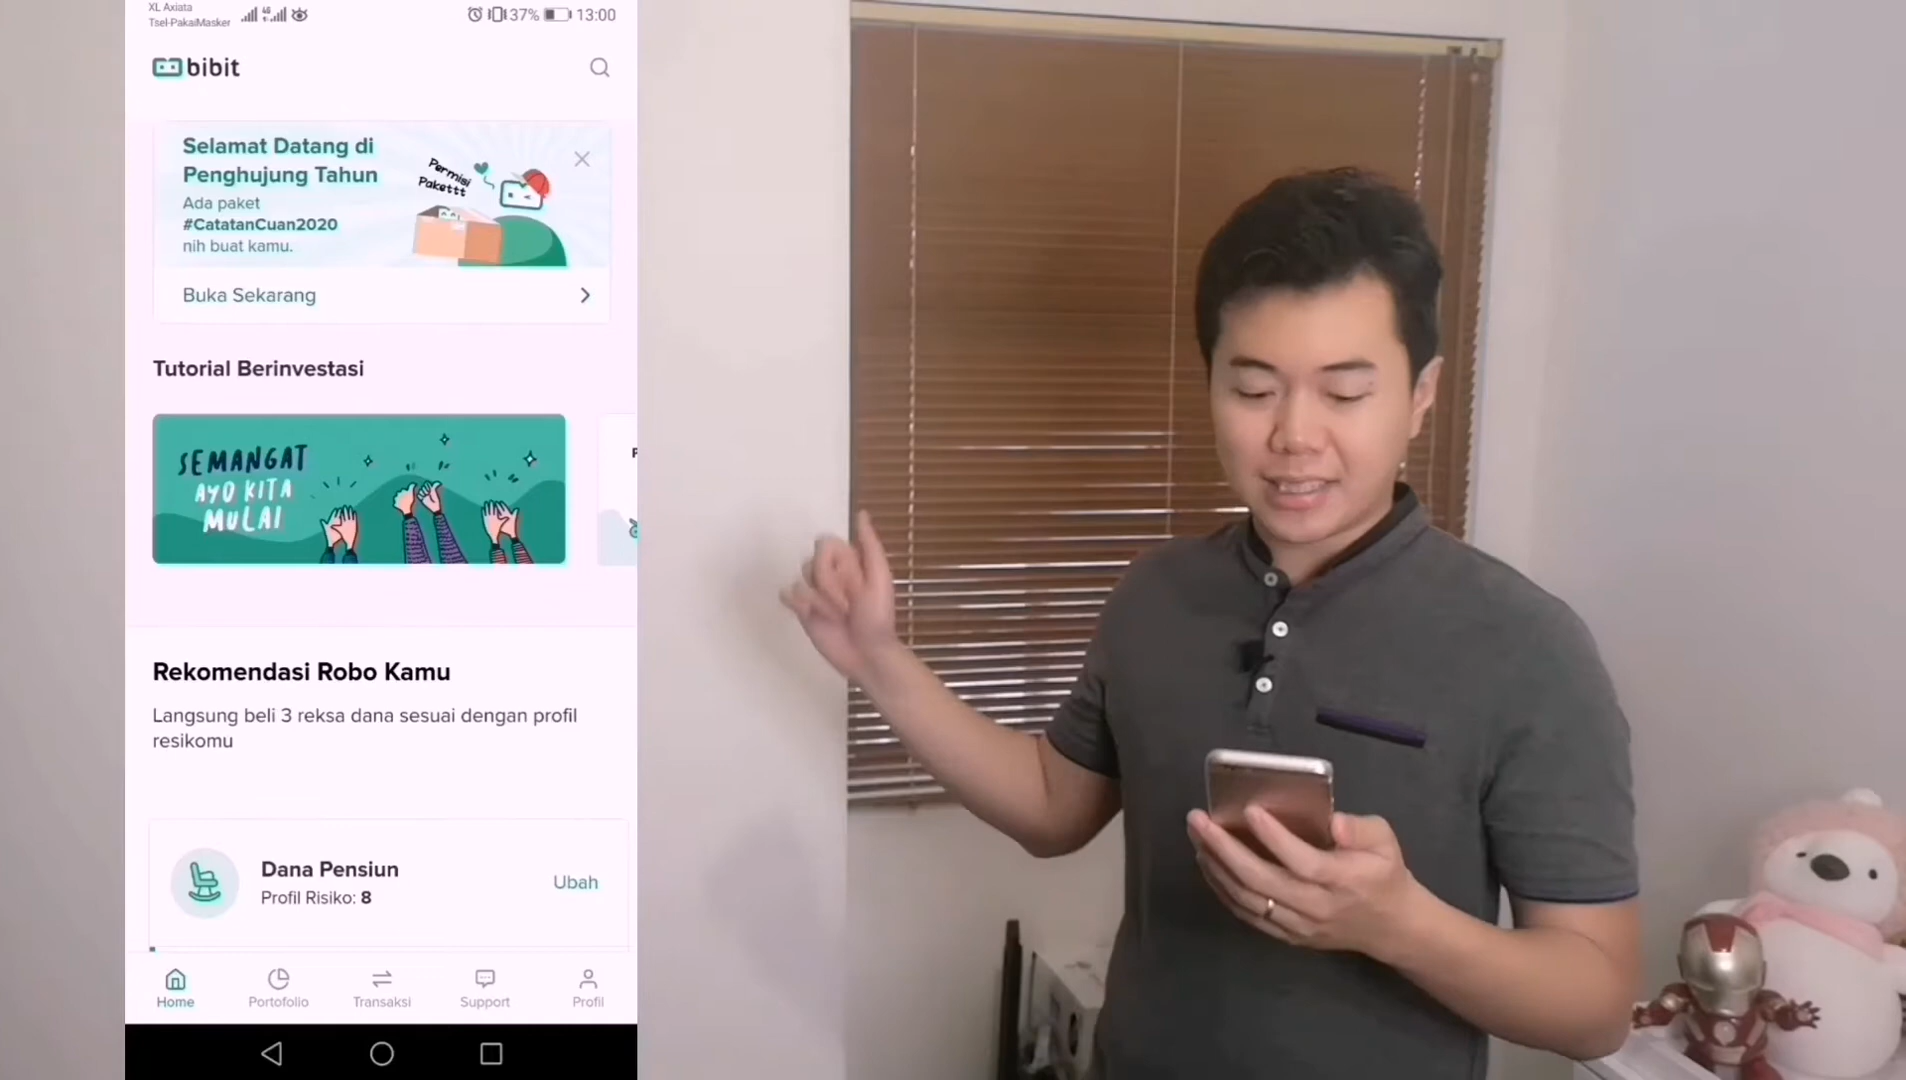 XL Axiata
Tsel-PakaiMasker
4G
37%
13:00
bibit
Selamat Datang di
Penghujung Tahun
Ada paket
#CatatanCuan2020
nih buat kamu.
Permisi
Pakettt
Buka Sekarang
Tutorial Berinvestasi
SEMANGAT
AYO KITA
MULAI
Rekomendasi Robo Kamu
Langsung beli 3 reksa dana sesuai dengan profil
resikomu
Dana Pensiun
Profil Risiko: 8
Ubah
Home
Portofolio
Transaksi
Support
Profil